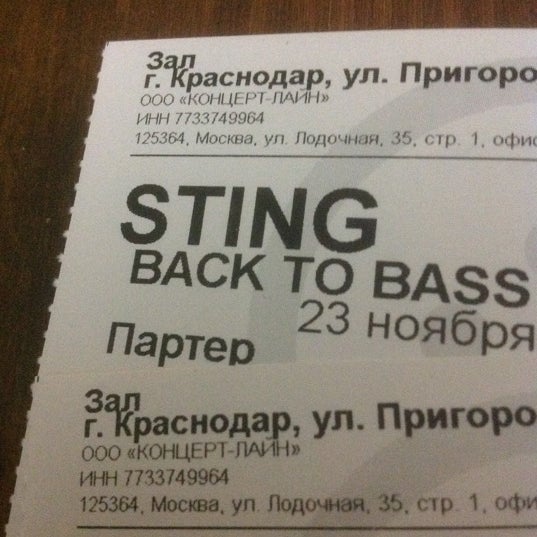 Зал
г. Краснодар, ул. Пригоро
ООО «КОНЦЕРТ-ЛАЙН»
ИНН 7733749964
125364, Москва, ул. Лодочная, 35, стр. 1, офис
STING
BACK TO BASS
23 ноября
Партер
Зал
г. Краснодар, ул. Пригоро
ООО «КОНЦЕРТ-ЛАЙН»
ИНН 7733749964
125364, Москва, ул. Лодочная, 35, стр. 1, офи